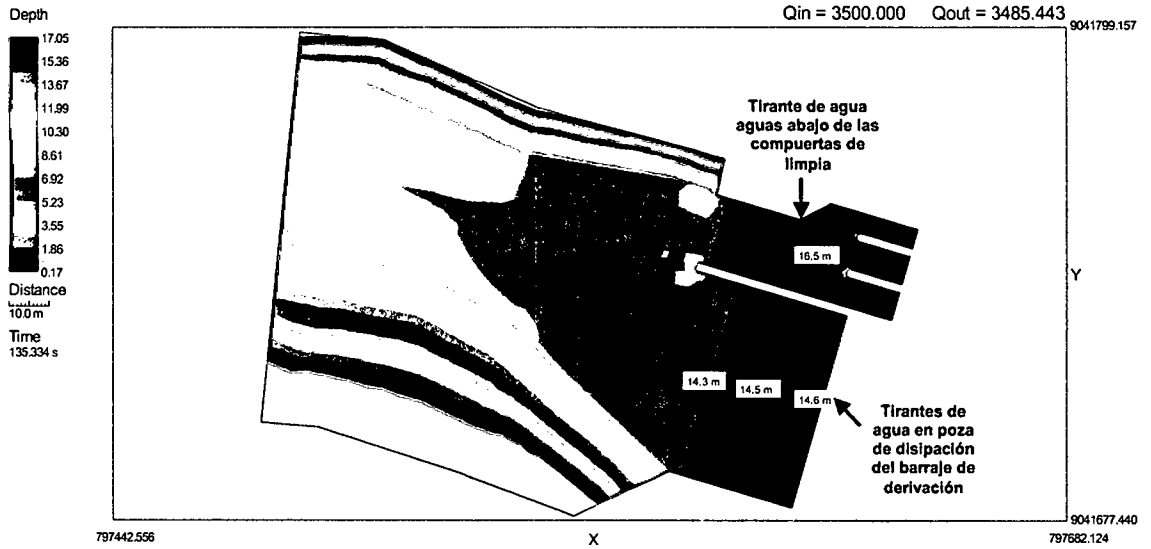 Qin = 3500.000 Qout = 3485.443
Depth
17.05
15.36
13.67
11.99
10.30
8.61
6.92
5.23
3.55
1.86
0.17
Distance
10.0 m
Time
135.334 s
9041799.157
Tirante de agua
aguas abajo de las
compuertas de
limpia
16.5 m
Y
14.3 m
14.5 m
14.6 m
Tirantes de
agua en poza
de disipación
del barraje de
derivación
9041677.440
797442.556
X
797682.124